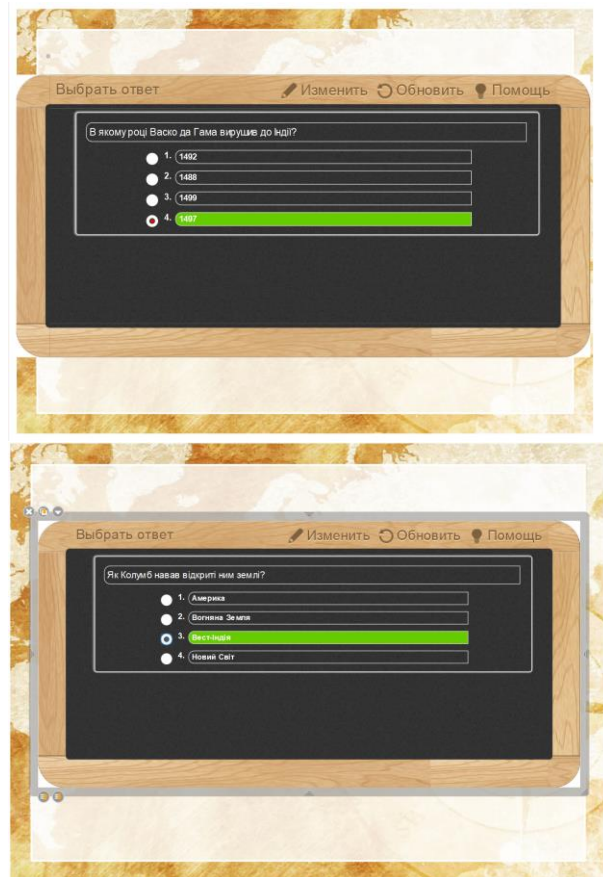 Выбрать ответ Изменить Обновить Помощь
В якому році Васко да Гама вирушив до Індії?
1. 1492
2. 1488
3. 1499
4. 1497
Выбрать ответ Изменить Обновить Помощь
Як Колумб навав відкриті ним землі?
1. Америка
2. Вогняна Земля
3. Вест-Індія
4. Новий Світ